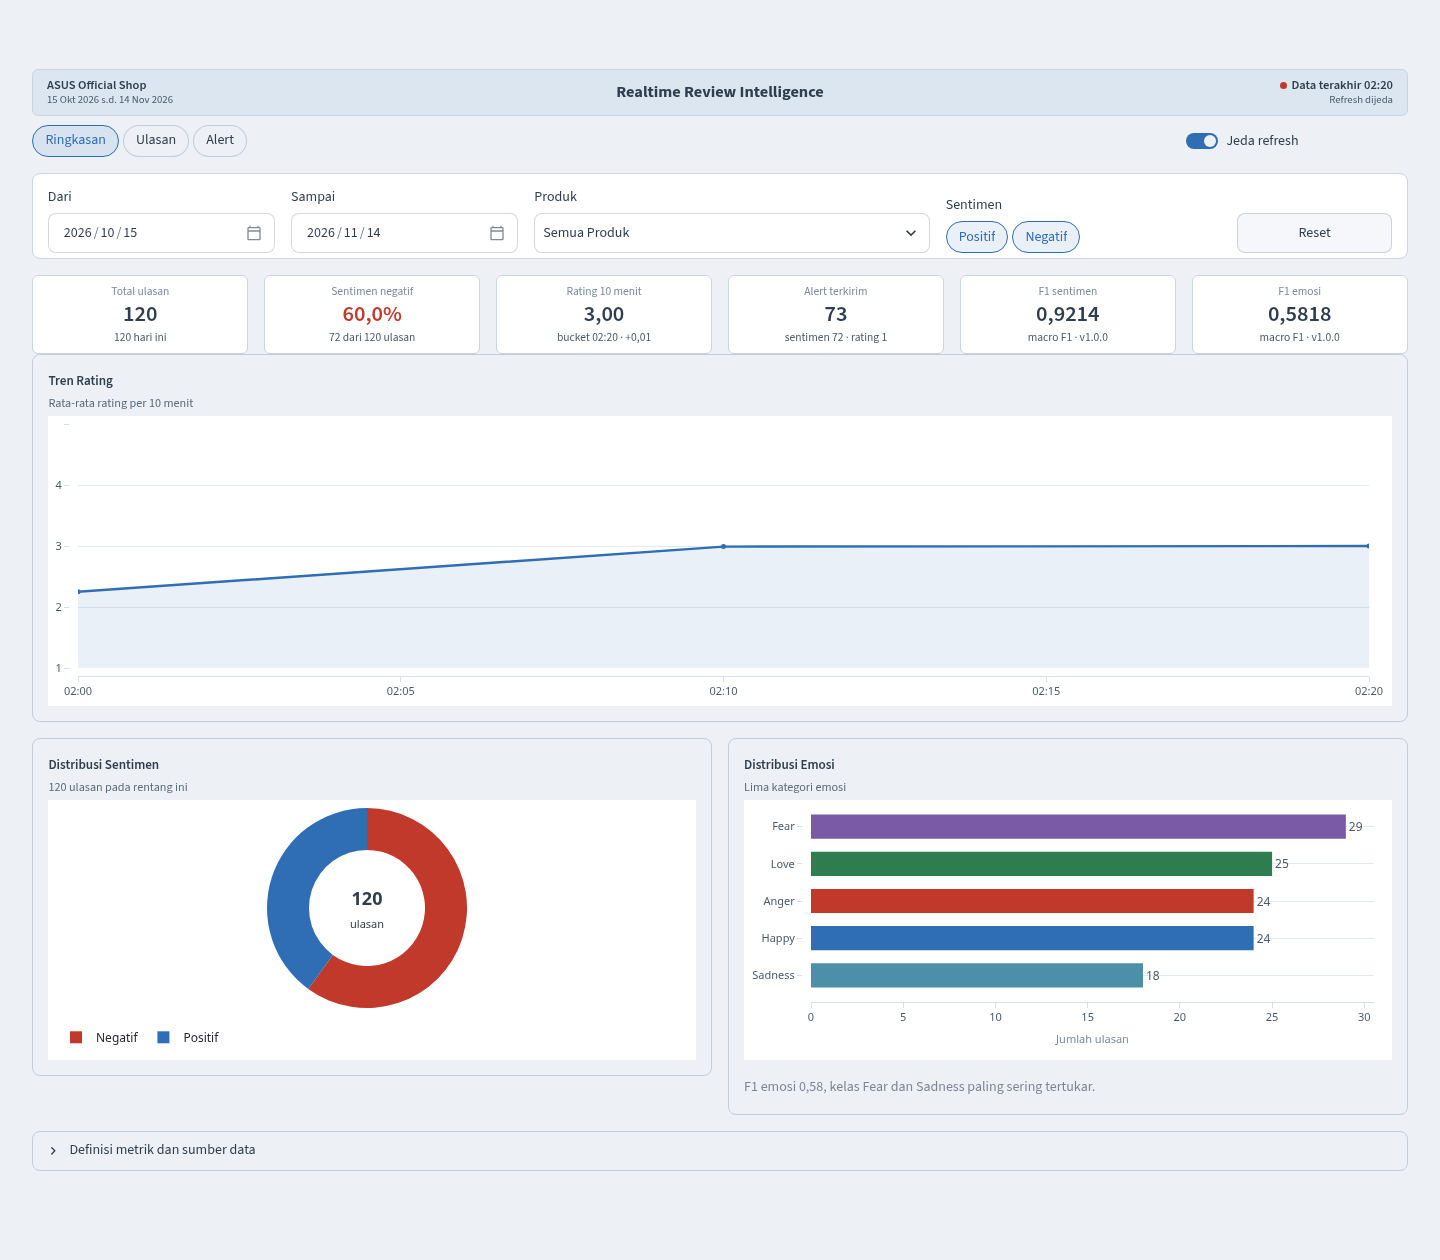 ASUS Official Shop
15 Okt 2026 s.d. 14 Nov 2026
Realtime Review Intelligence
Data terakhir 02:20
Refresh dijeda
Ringkasan
Ulasan
Alert
Jeda refresh
Dari
Sampai
Produk
Sentimen
2026/10/15
2026/11/14
Semua Produk
Positif
Negatif
Reset
Total ulasan
120
120 hari ini
Sentimen negatif
60,0%
72 dari 120 ulasan
Rating 10 menit
3,00
bucket 02:20 · +0,01
Alert terkirim
73
sentimen 72 · rating 1
F1 sentimen
0,9214
macro F1 · v1.0.0
F1 emosi
0,5818
macro F1 · v1.0.0
Tren Rating
Rata-rata rating per 10 menit
4
3
2
1
02:00
02:05
02:10
02:15
02:20
Distribusi Sentimen
120 ulasan pada rentang ini
120
ulasan
Negatif
Positif
Distribusi Emosi
Lima kategori emosi
Fear
29
Love
25
Anger
24
Happy
24
Sadness
18
0
5
10
15
20
25
30
Jumlah ulasan
F1 emosi 0,58, kelas Fear dan Sadness paling sering tertukar.
Definisi metrik dan sumber data